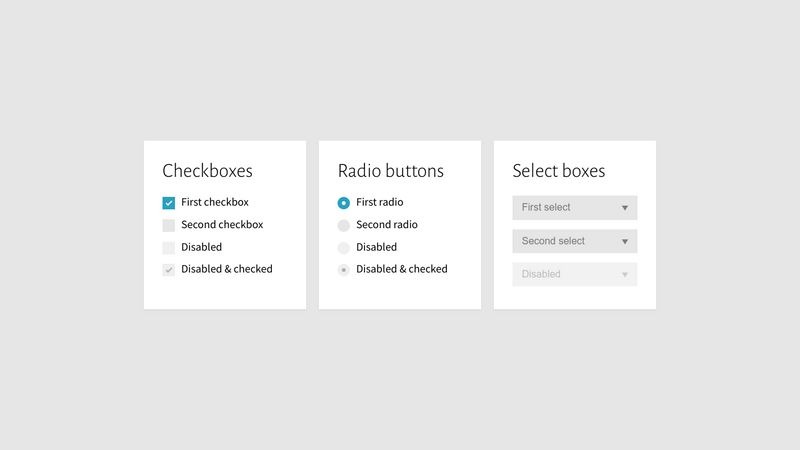 Checkboxes
First checkbox
Second checkbox
Disabled
Disabled & checked
Radio buttons
First radio
Second radio
Disabled
Disabled & checked
Select boxes
First select
Second select
Disabled